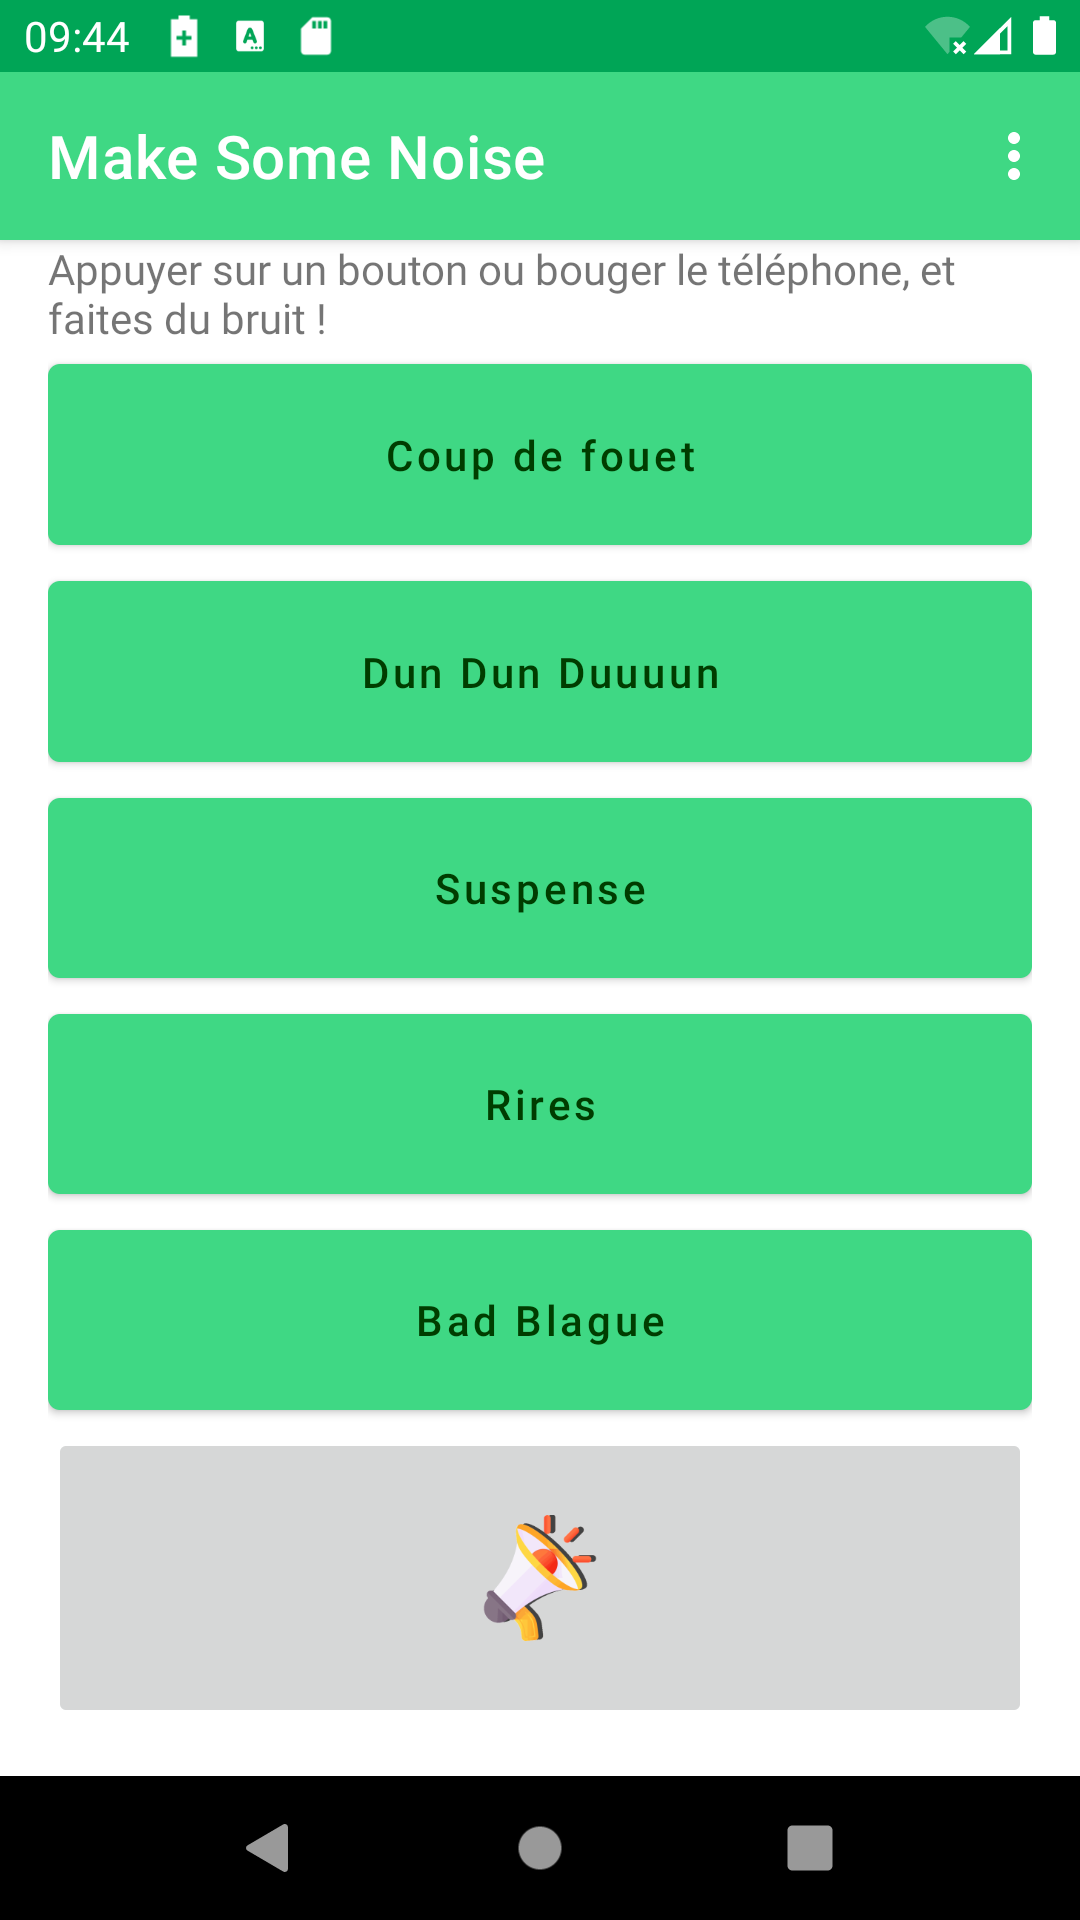 09:44
Make Some Noise
Appuyer sur un bouton ou bouger le téléphone, et
faites du bruit !
Coup de fouet
Dun Dun Duuuun
Suspense
Rires
Bad Blague